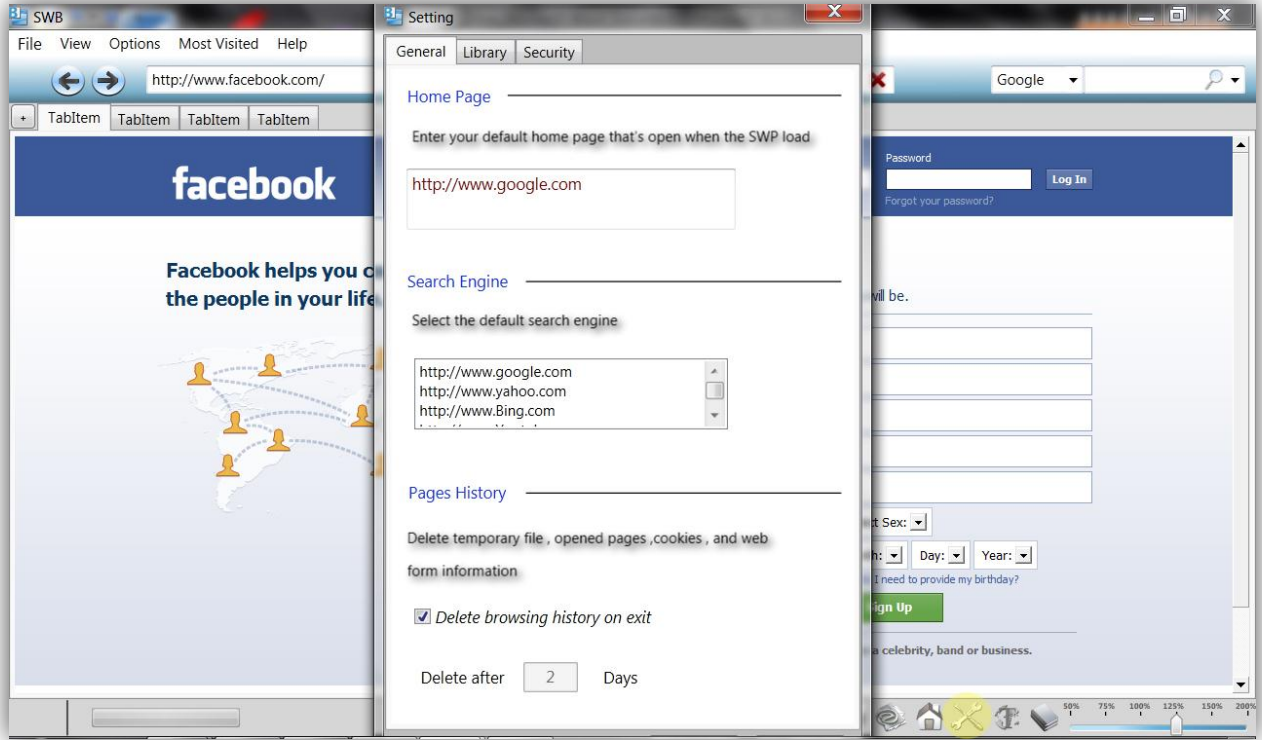 SWB
File View Options Most Visited Help
http://www.facebook.com/
Google
+ TabItem TabItem TabItem TabItem
facebook
Facebook helps you
the people in your life
Setting
X
General Library Security
Home Page
Enter your default home page that's open when the SWP load
http://www.google.com
Search Engine
Select the default search engine
http://www.google.com
http://www.yahoo.com
http://www.Bing.com
Pages History
Delete temporary file , opened pages ,cookies , and web
form information
Delete browsing history on exit
Delete after 2 Days
X
Password
Log In
Forgot your password?
will be.
Sex:
Day: Year:
I need to provide my birthday?
Sign Up
a celebrity, band or business.
50% 75% 100% 125% 150% 200%